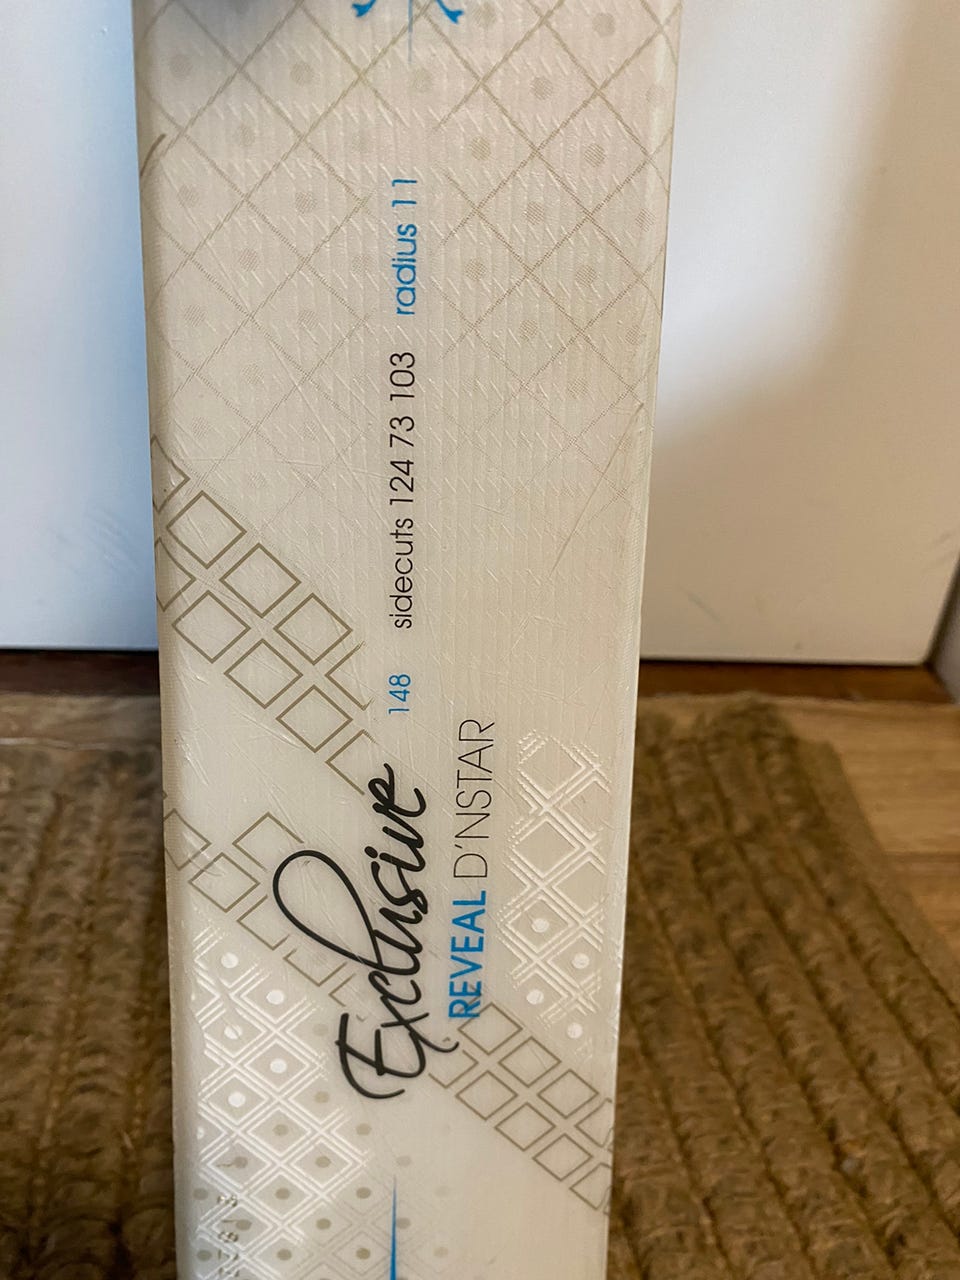 148 sidecuts 124 73 103 radius 11
Exclusive
REVEAL D'NSTAR